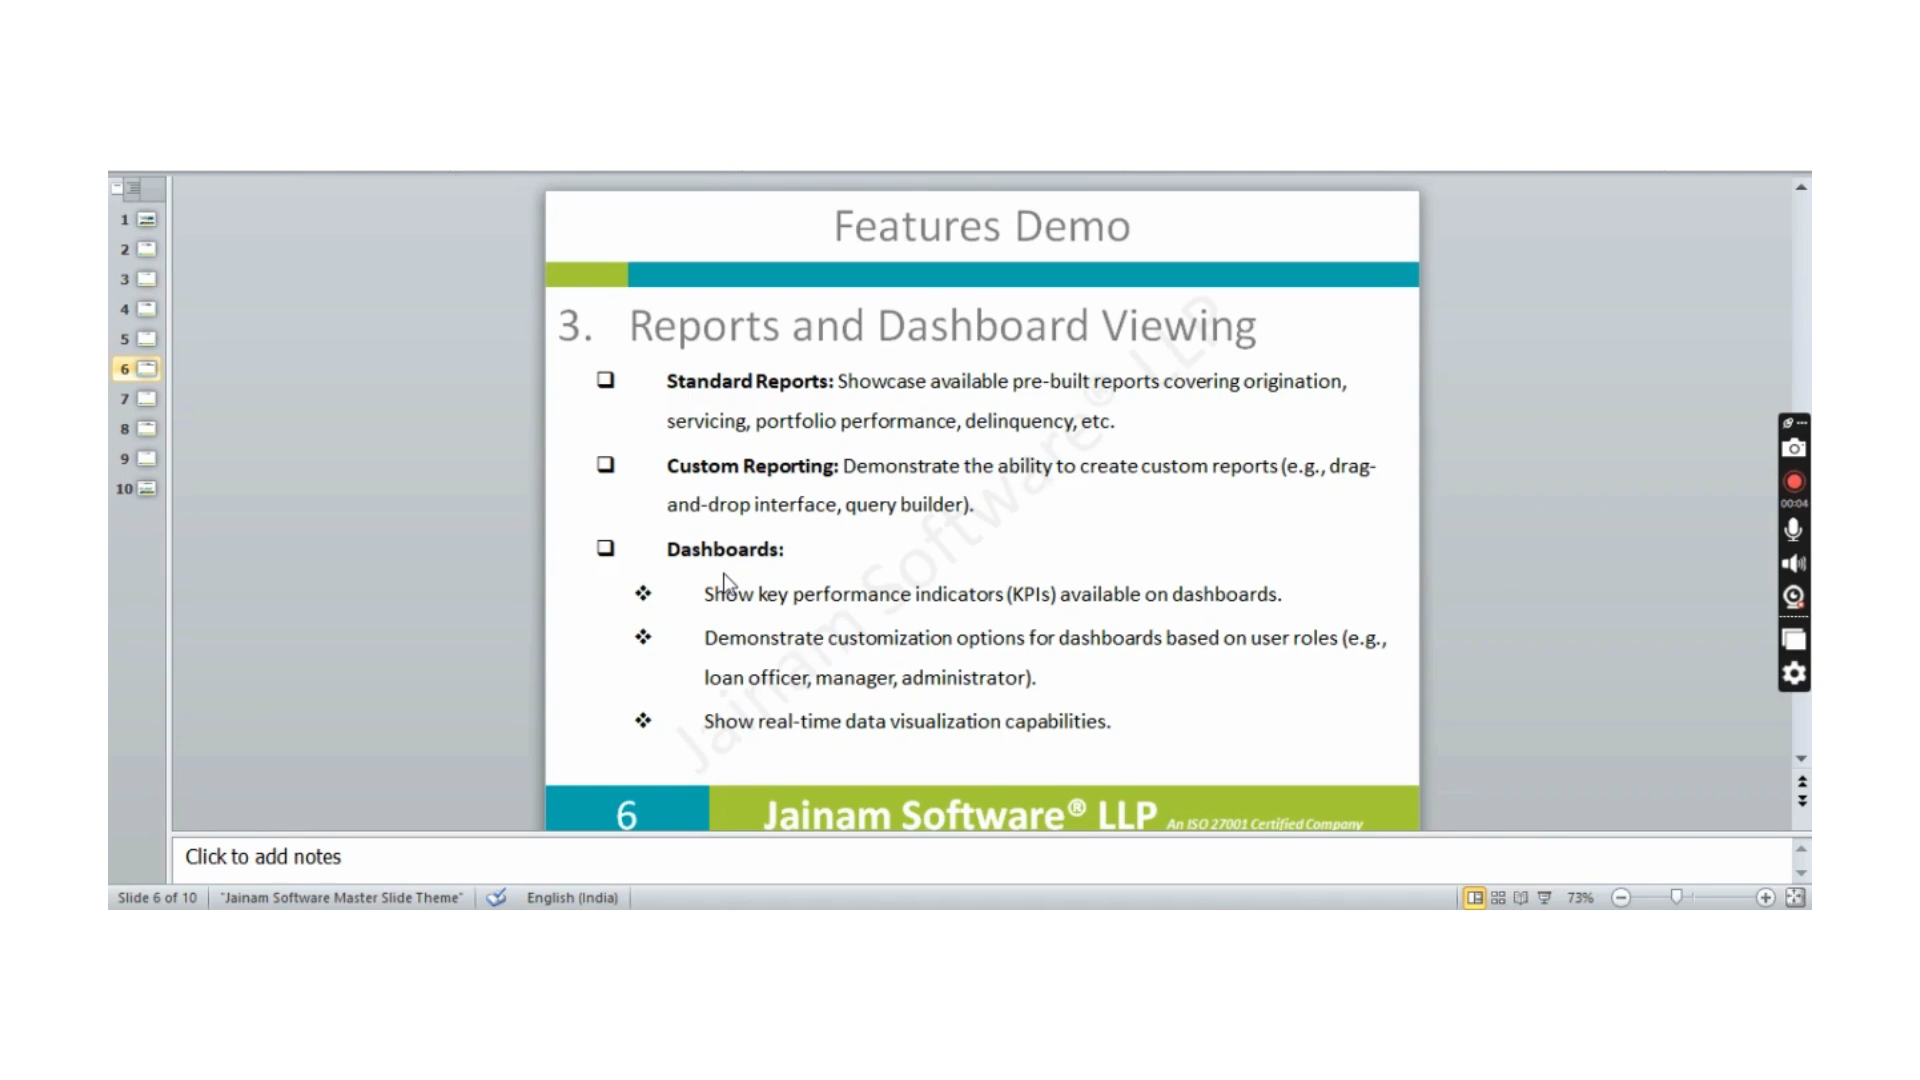 1
2
3
4
5
6
7
8
9
10
Features Demo
3. Reports and Dashboard Viewing
Standard Reports: Showcase available pre-built reports covering origination,
servicing, portfolio performance, delinquency, etc.
Custom Reporting: Demonstrate the ability to create custom reports (e.g., drag-
and-drop interface, query builder).
Dashboards:
Show key performance indicators (KPIs) available on dashboards.
Demonstrate customization options for dashboards based on user roles (e.g.,
loan officer, manager, administrator).
Show real-time data visualization capabilities.
Jainam Software® LLP
6 Jainam Software® LLP An ISO 27001 Certified Company
00:04
Click to add notes
Slide 6 of 10 "Jainam Software Master Slide Theme" English (India) 73%